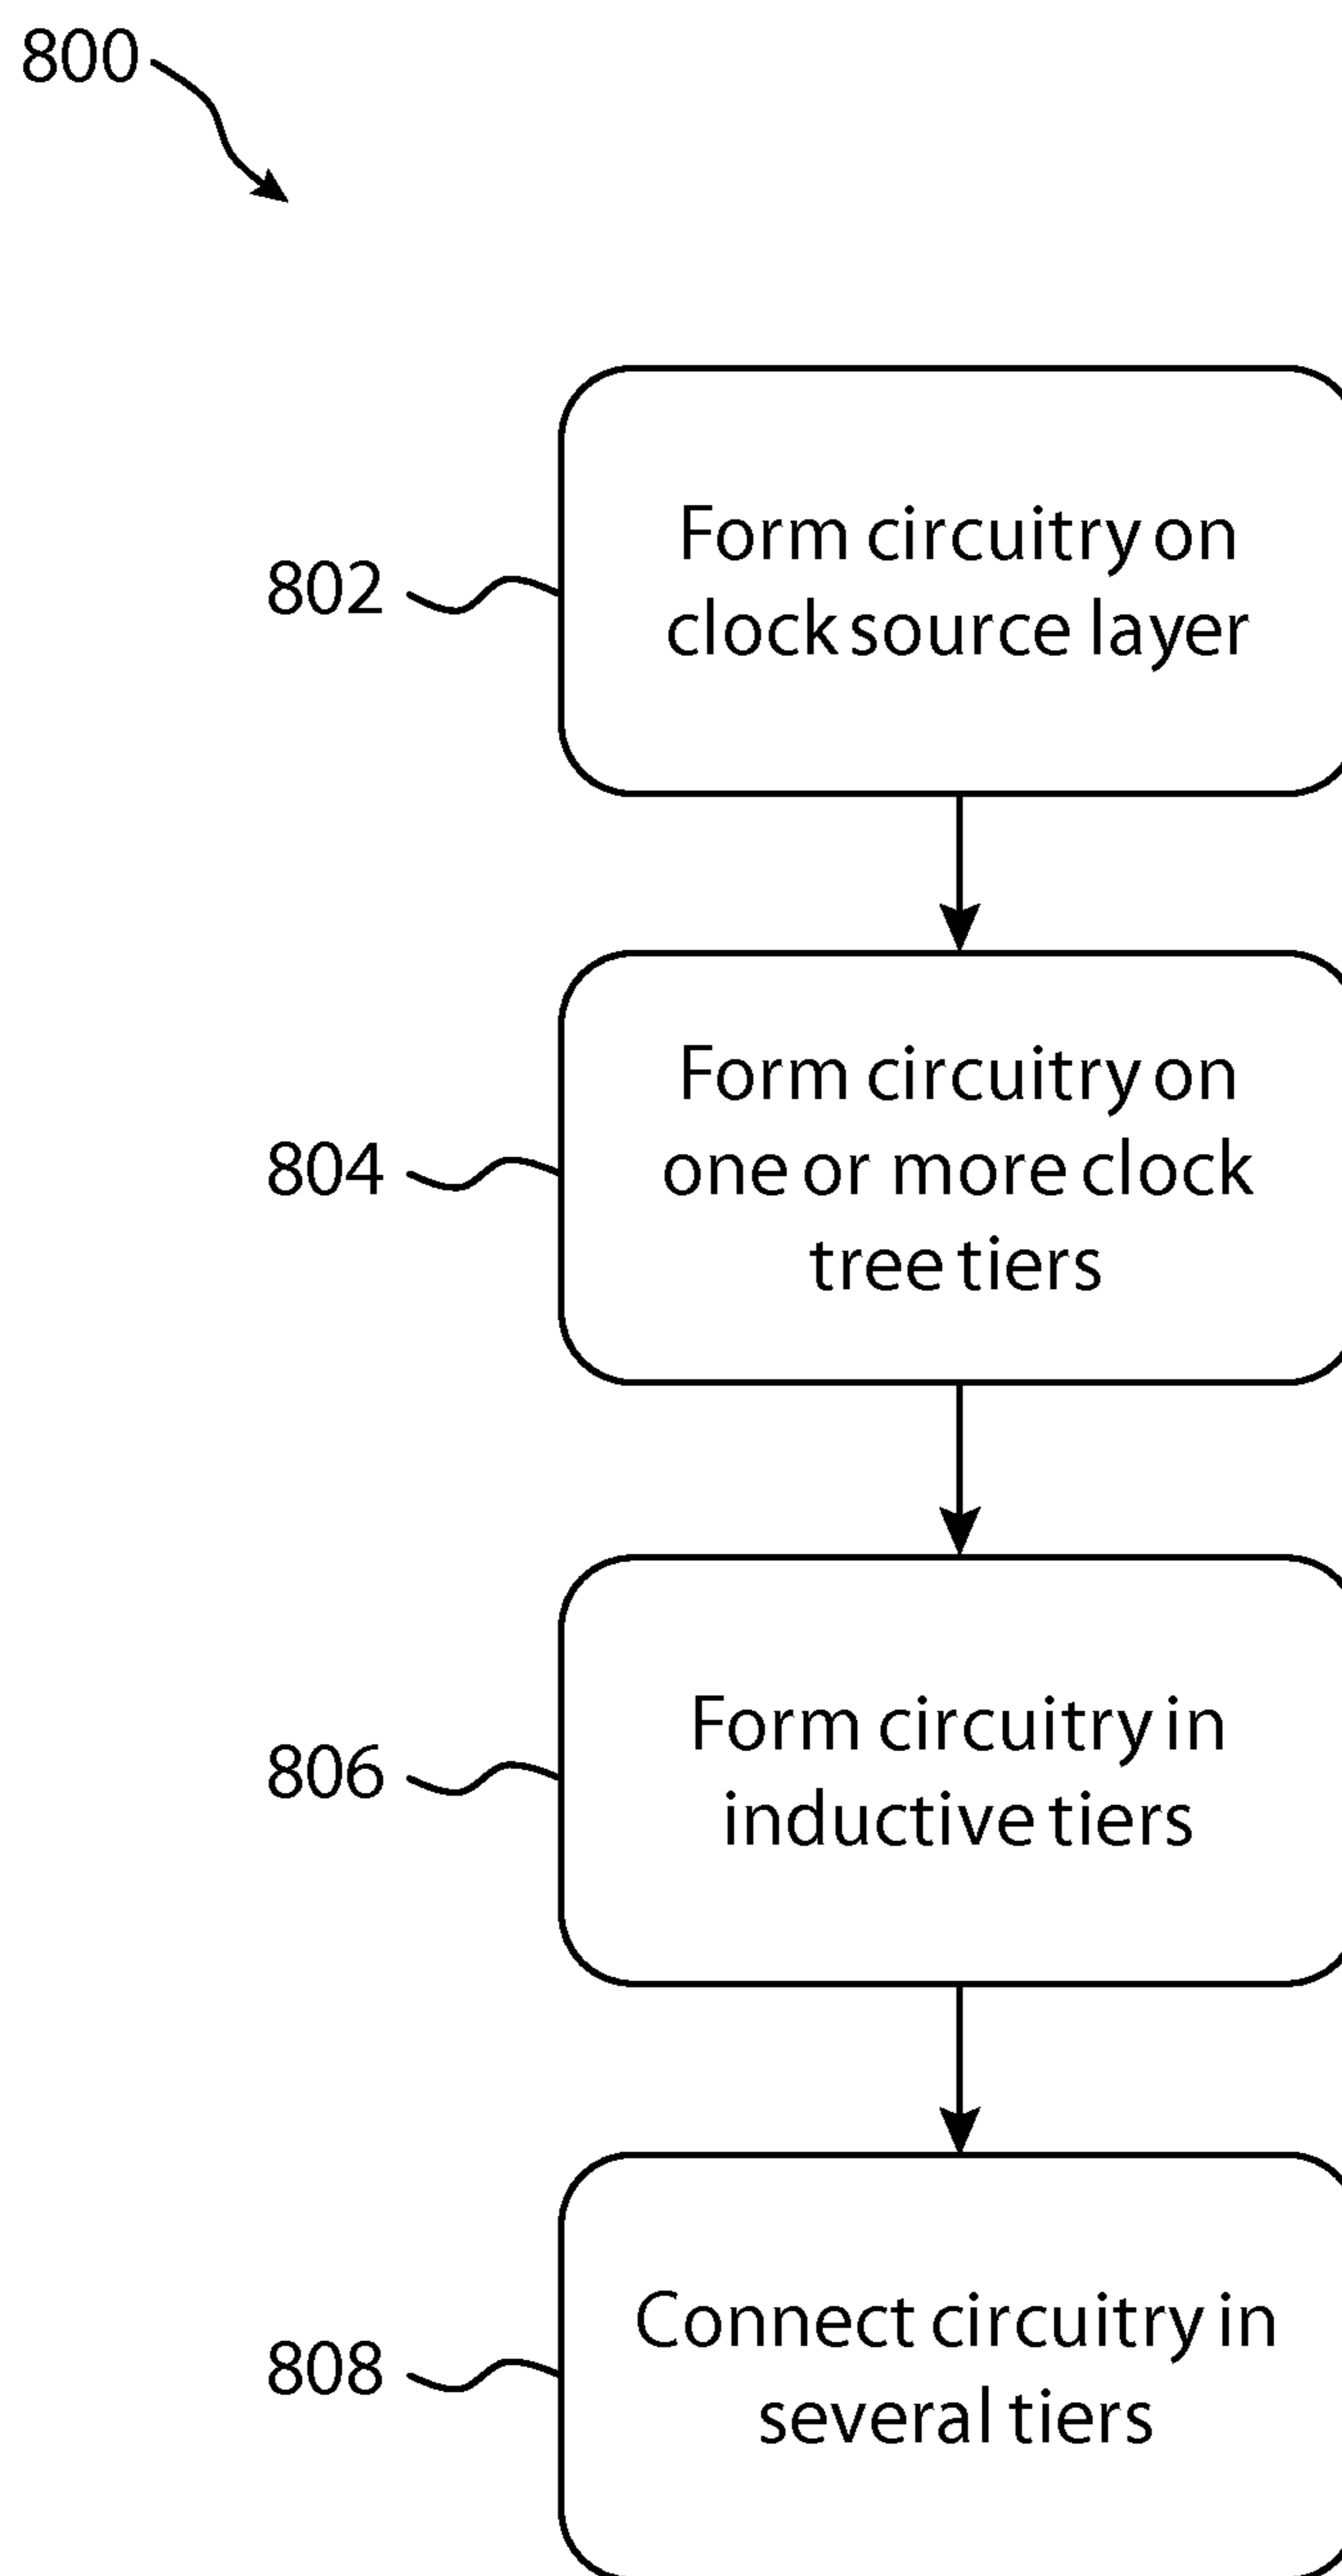 800
802
Form circuitry on
clock source layer
804
Form circuitry on
one or more clock
tree tiers
806
Form circuitry in
inductive tiers
808
Connect circuitry in
several tiers